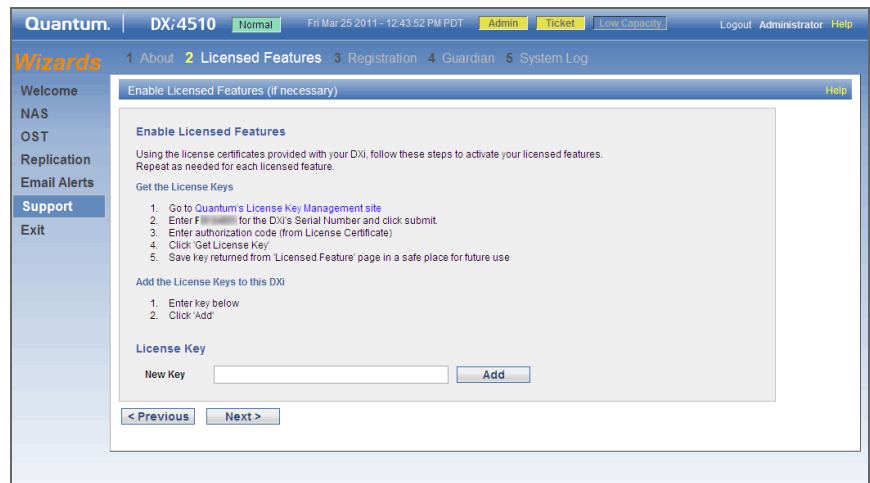 Quantum. DXi4510 Normal Fri Mar 25 2011 - 12:43:52 PM PDT Admin Ticket Low Capacity Logout Administrator Help
Wizards 1 About 2 Licensed Features 3 Registration 4 Guardian 5 System Log
Welcome
NAS
OST
Replication
Email Alerts
Support
Exit
Enable Licensed Features (if necessary) Help
Enable Licensed Features
Using the license certificates provided with your DXi, follow these steps to activate your licensed features.
Repeat as needed for each licensed feature.
Get the License Keys
1. Go to Quantum's License Key Management site
2. Enter F for the DXi's Serial Number and click submit.
3. Enter authorization code (from License Certificate)
4. Click 'Get License Key'
5. Save key returned from 'Licensed Feature' page in a safe place for future use
Add the License Keys to this DXi
1. Enter key below
2. Click 'Add'
License Key
New Key Add
< Previous Next >